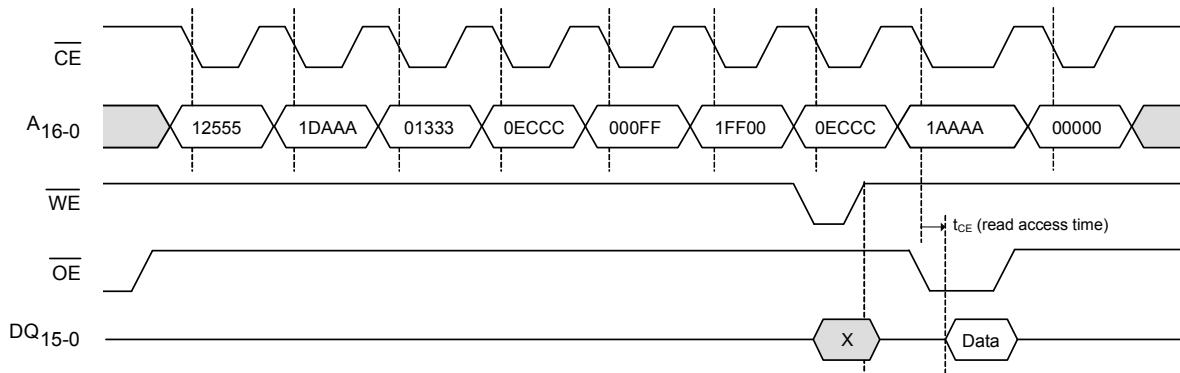 CE
A16-0 12555 1DAAA 01333 0ECCC 000FF 1FF00 0ECCC 1AAAA 00000
WE
tCE (read access time)
OE
DQ15-0 X Data